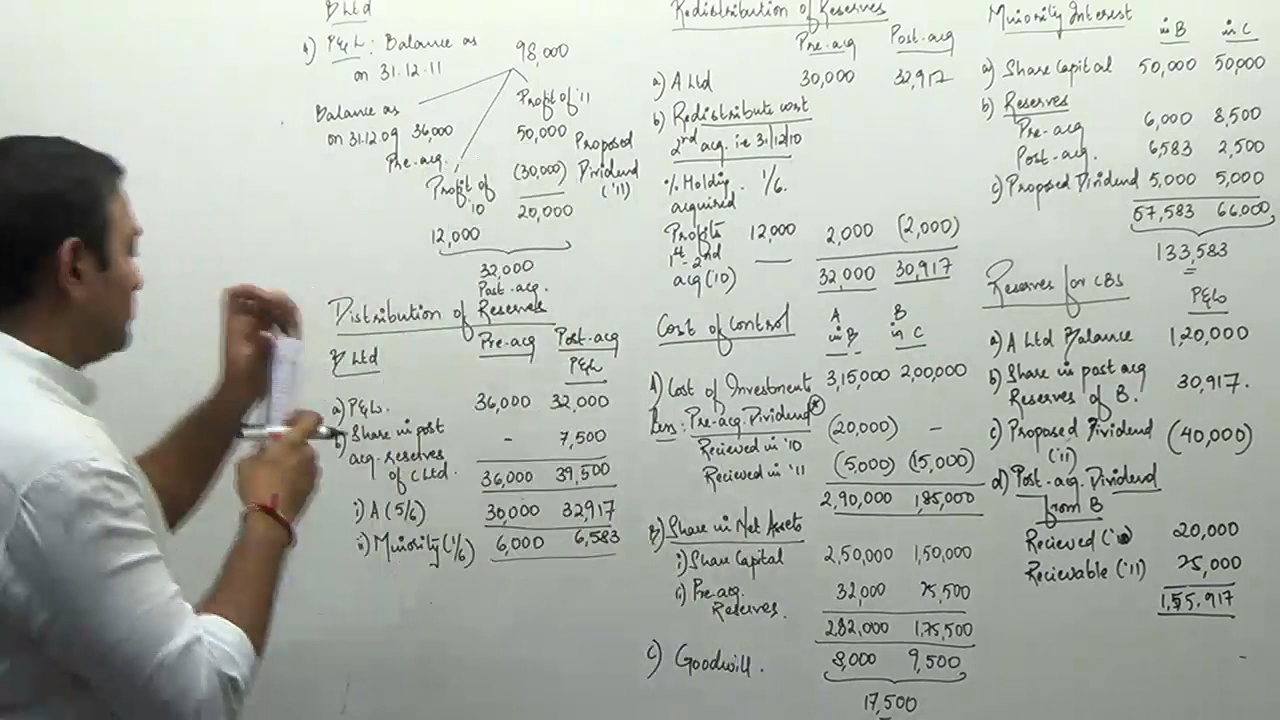 B Ltd
1) P&L: Balance as
on 31.12.11
98,000
Balance as
on 31.12.09 36,000
Pre-acq.
Profit of
'10
12,000
Profit of '11
50,000 Proposed
(30,000) Dividend
('11)
20,000
32,000
Post-acq.
Distribution of Reserves
B Ltd Pre-acq Post-acq
P&L
a) P&L. 36,000 32,000
Share in post - 7,500
acq. reserves
of C Ltd. 36,000 39,500
i) A (5/6) 30,000 32,917
ii) Minority (1/6) 6,000 6,583
Redistribution of Reserves
Pre-acq Post-acq
a) A Ltd 30,000 32,917
b) Redistribute cost
2nd acq. i.e 31/12/10
% Holding . 1/6.
acquired
Profits 12,000 2,000 (2,000)
1st - 2nd
acq ('10) 32,000 30,917
Cost of Control
A B
in B in C
A) Cost of Investments 3,15,000 2,00,000
Less: Pre-acq. Dividend*
Recieved in '10 (20,000) -
Recieved in '11 (5,000) (15,000)
2,90,000 1,85,000
B) Share in Net Assets
i) Share Capital 2,50,000 1,50,000
ii) Pre-acq. 32,000 25,500
Reserves.
2,82,000 1,75,500
C) Goodwill. 8,000 9,500
17,500
Minority Interest
in B in C
a) Share Capital 50,000 50,000
b) Reserves
Pre-acq 6,000 8,500
Post-acq. 6,583 2,500
c) Proposed Dividend 5,000 5,000
67,583 66,000
133,583
Reserves for CBS
P&L
a) A Ltd Balance 1,20,000
b) Share in post acq 30,917.
Reserves of B.
c) Proposed Dividend (40,000)
('11)
d) Post-acq. Dividend
from B
Recieved ('10) 20,000
Recievable ('11) 25,000
1,55,917